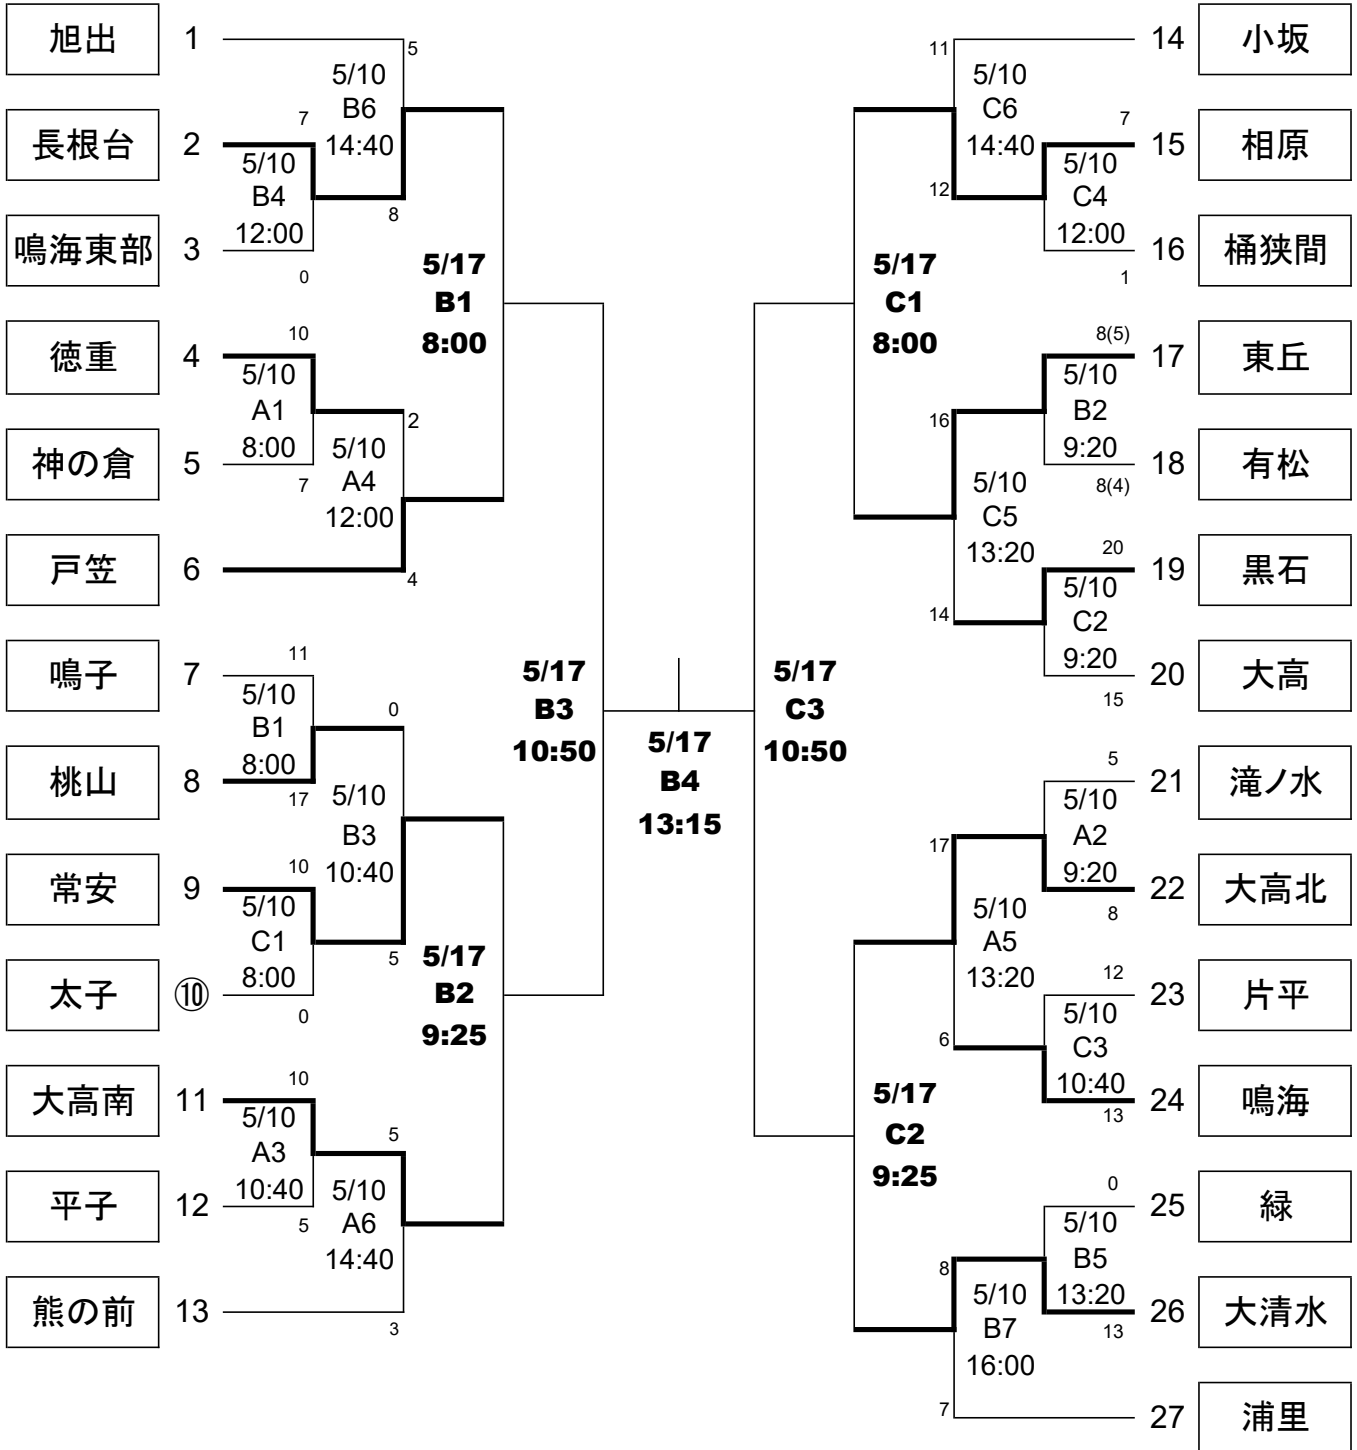 旭出 1
5
5/10
B6
14:40
7
長根台 2
5/10
B4
12:00
8
鳴海東部 3
0
5/17
B1
8:00
10
徳重 4
5/10
A1
8:00
2
神の倉 5
7
5/10
A4
12:00
戸笠 6
4
11
鳴子 7
5/10
B1
8:00
0
桃山 8
17
5/10
B3
10:40
10
常安 9
5/10
C1
8:00
5
太子 ⑩
0
5/17
B2
9:25
10
大高南 11
5/10
A3
10:40
5
平子 12
5
5/10
A6
14:40
熊の前 13
3
5/17
B3
10:50
5/17
B4
13:15
5/17
C3
10:50
11
14 小坂
5/10
C6
14:40
7
15 相原
5/10
C4
12:00
12
16 桶狭間
1
5/17
C1
8:00
8(5)
17 東丘
5/10
B2
9:20
16
18 有松
8(4)
5/10
C5
13:20
20
19 黒石
5/10
C2
9:20
14
20 大高
15
5
21 滝ノ水
5/10
A2
9:20
17
22 大高北
8
5/10
A5
13:20
12
23 片平
5/10
C3
10:40
6
24 鳴海
13
5/17
C2
9:25
0
25 緑
5/10
B5
13:20
8
26 大清水
13
5/10
B7
16:00
7
27 浦里